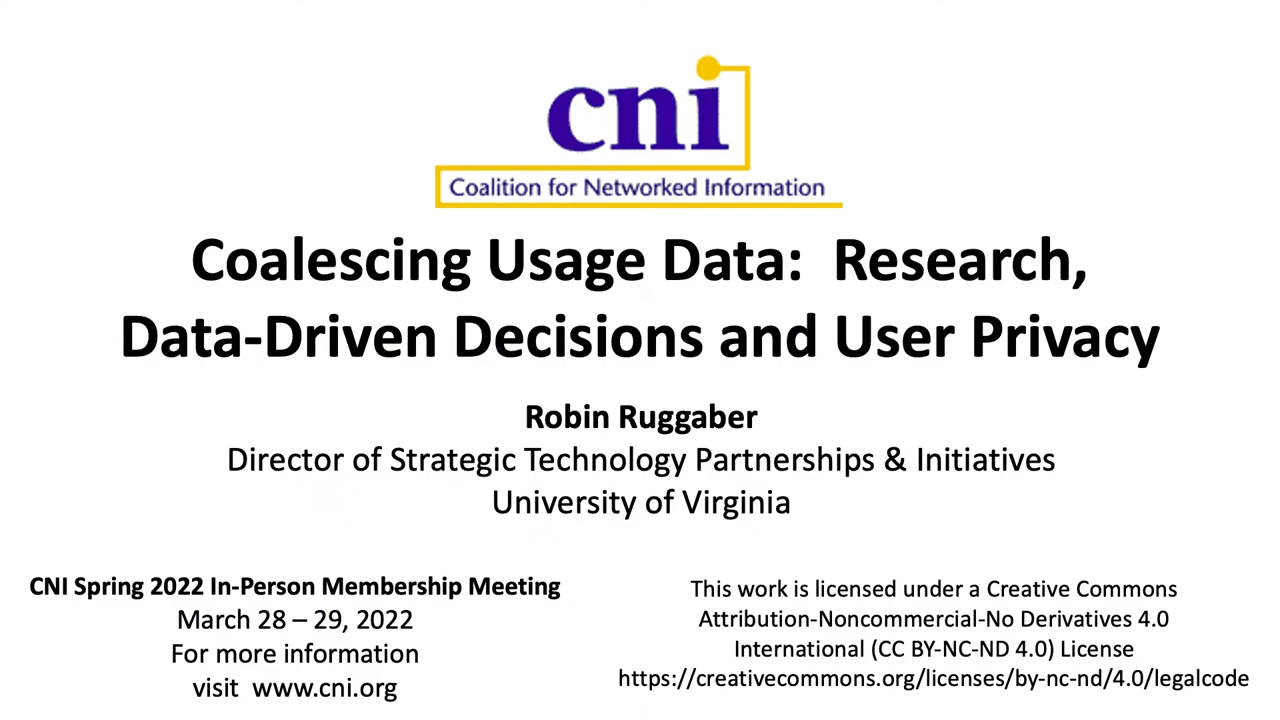 cni
Coalition for Networked Information
Coalescing Usage Data: Research,
Data-Driven Decisions and User Privacy
Robin Ruggaber
Director of Strategic Technology Partnerships & Initiatives
University of Virginia
CNI Spring 2022 In-Person Membership Meeting
March 28 – 29, 2022
For more information
visit www.cni.org
This work is licensed under a Creative Commons
Attribution-Noncommercial-No Derivatives 4.0
International (CC BY-NC-ND 4.0) License
https://creativecommons.org/licenses/by-nc-nd/4.0/legalcode